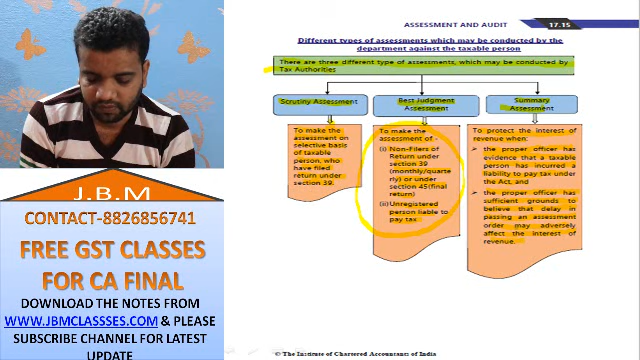 ASSESSMENT AND AUDIT 17.15
Different types of assessments which may be conducted by the
department against the taxable person
There are three different type of assessments, which may be conducted by
Tax Authorities
Scrutiny Assessment
Best Judgment
Assessment
Summary
Assessment
To make the
assessment on
selective basis
of taxable person,
who have filed
return under
section 39.
To make the
assessment of -
(i) Non-Filers of
Return under
section 39
(monthly/quarte
rly) or under
section 45(final
return)
(ii) Unregistered
person liable to
pay tax
To protect the interest of
revenue when:
➢ the proper officer has
evidence that a taxable
person has incurred a
liability to pay tax under
the Act, and
➢ the proper officer has
sufficient grounds to
believe that delay in
passing an assessment
order may adversely
affect the interest of
revenue.
J.B.M
CONTACT-8826856741
FREE GST CLASSES
FOR CA FINAL
DOWNLOAD THE NOTES FROM
WWW.JBMCLASSSES.COM & PLEASE
SUBSCRIBE CHANNEL FOR LATEST
UPDATE
© The Institute of Chartered Accountants of India